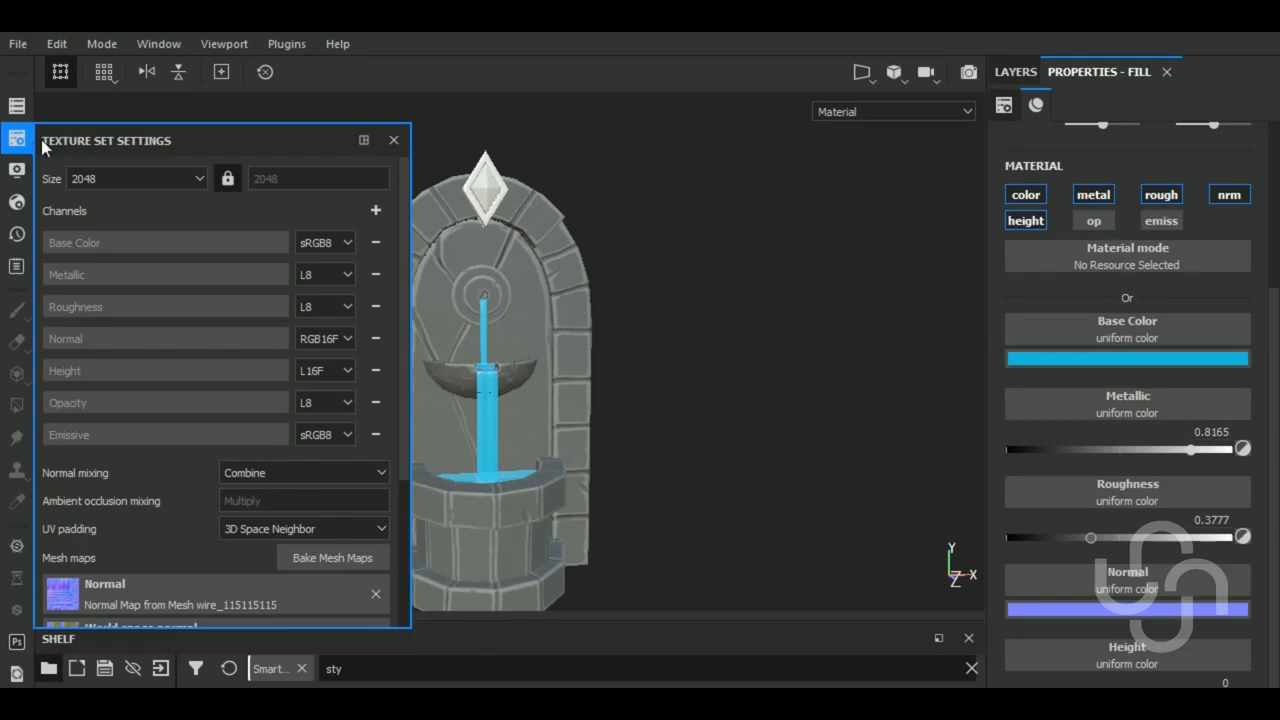 File Edit Mode Window Viewport Plugins Help
LAYERS PROPERTIES - FILL
Material
TEXTURE SET SETTINGS
Size 2048 2048
Channels
Base Color sRGB8
Metallic L8
Roughness L8
Normal RGB16F
Height L16F
Opacity L8
Emissive sRGB8
Normal mixing Combine
Ambient occlusion mixing Multiply
UV padding 3D Space Neighbor
Mesh maps Bake Mesh Maps
Normal
Normal Map from Mesh wire_115115115
World space normal
MATERIAL
color metal rough nrm
height op emiss
Material mode
No Resource Selected
Or
Base Color
uniform color
Metallic
uniform color
0.8165
Roughness
uniform color
0.3777
Normal
uniform color
Height
uniform color
0
Y
Z X
SHELF
Ps
Smart... sty